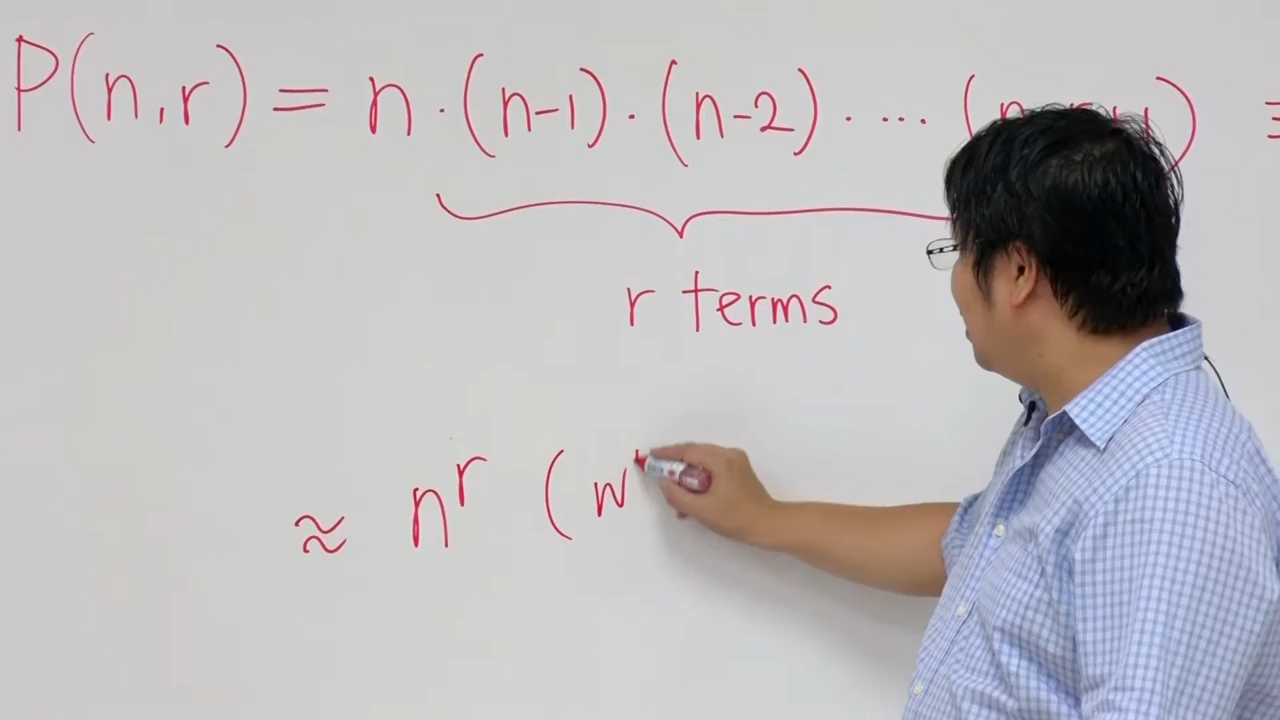 P(n,r) = n · (n-1) · (n-2) · ... (n-r+1) =
r terms
≈ n^r (w